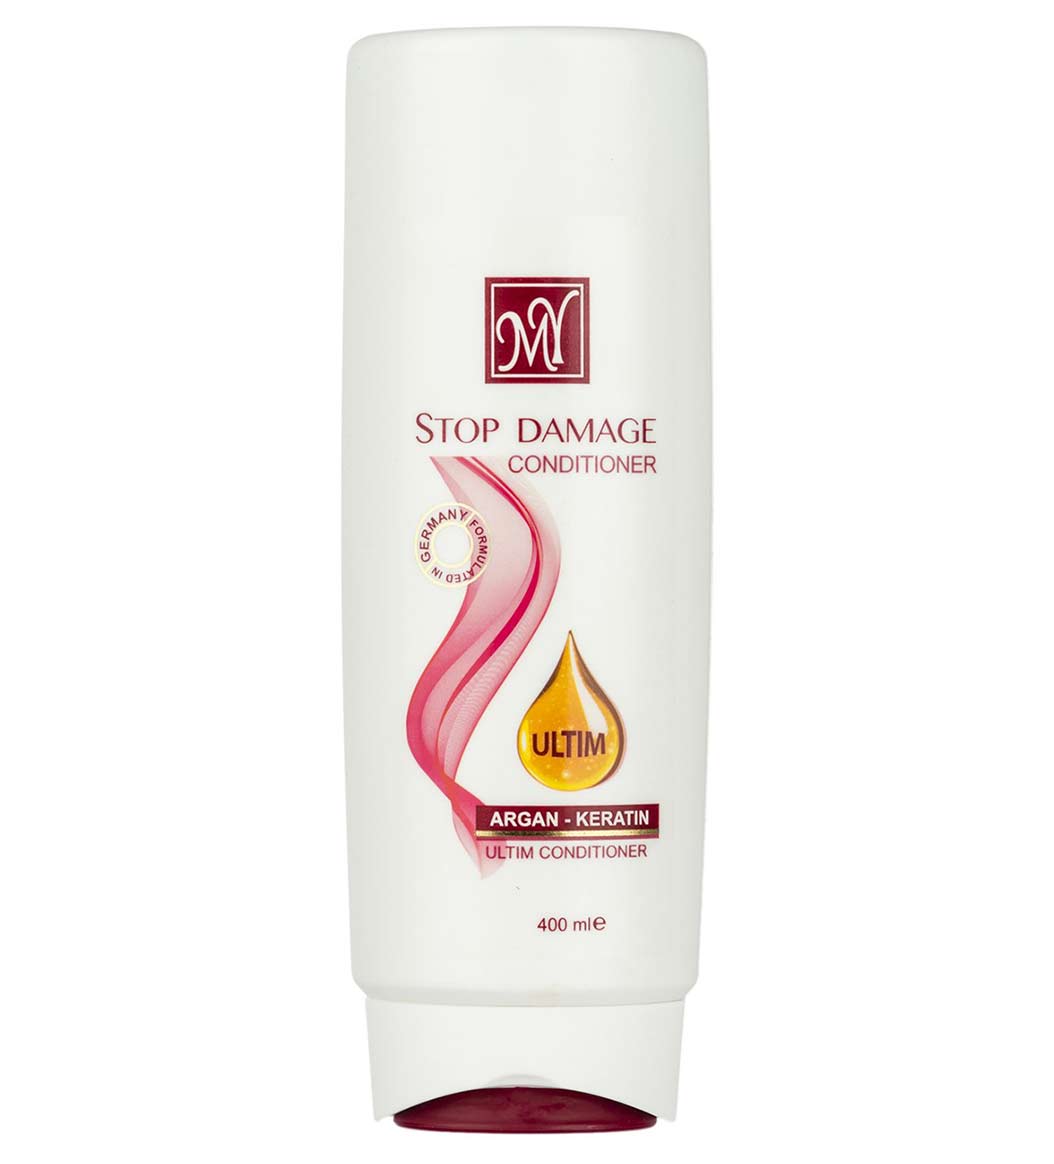 MY
STOP DAMAGE
CONDITIONER
FORMULATED IN GERMANY
ULTIM
ARGAN - KERATIN
ULTIM CONDITIONER
400 ml℮